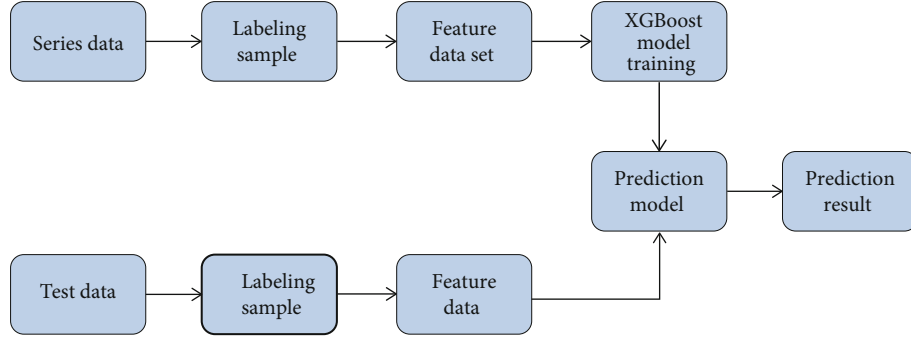 Series data
Labeling
sample
Feature
data set
XGBoost
model
training
Prediction
model
Prediction
result
Test data
Labeling
sample
Feature
data